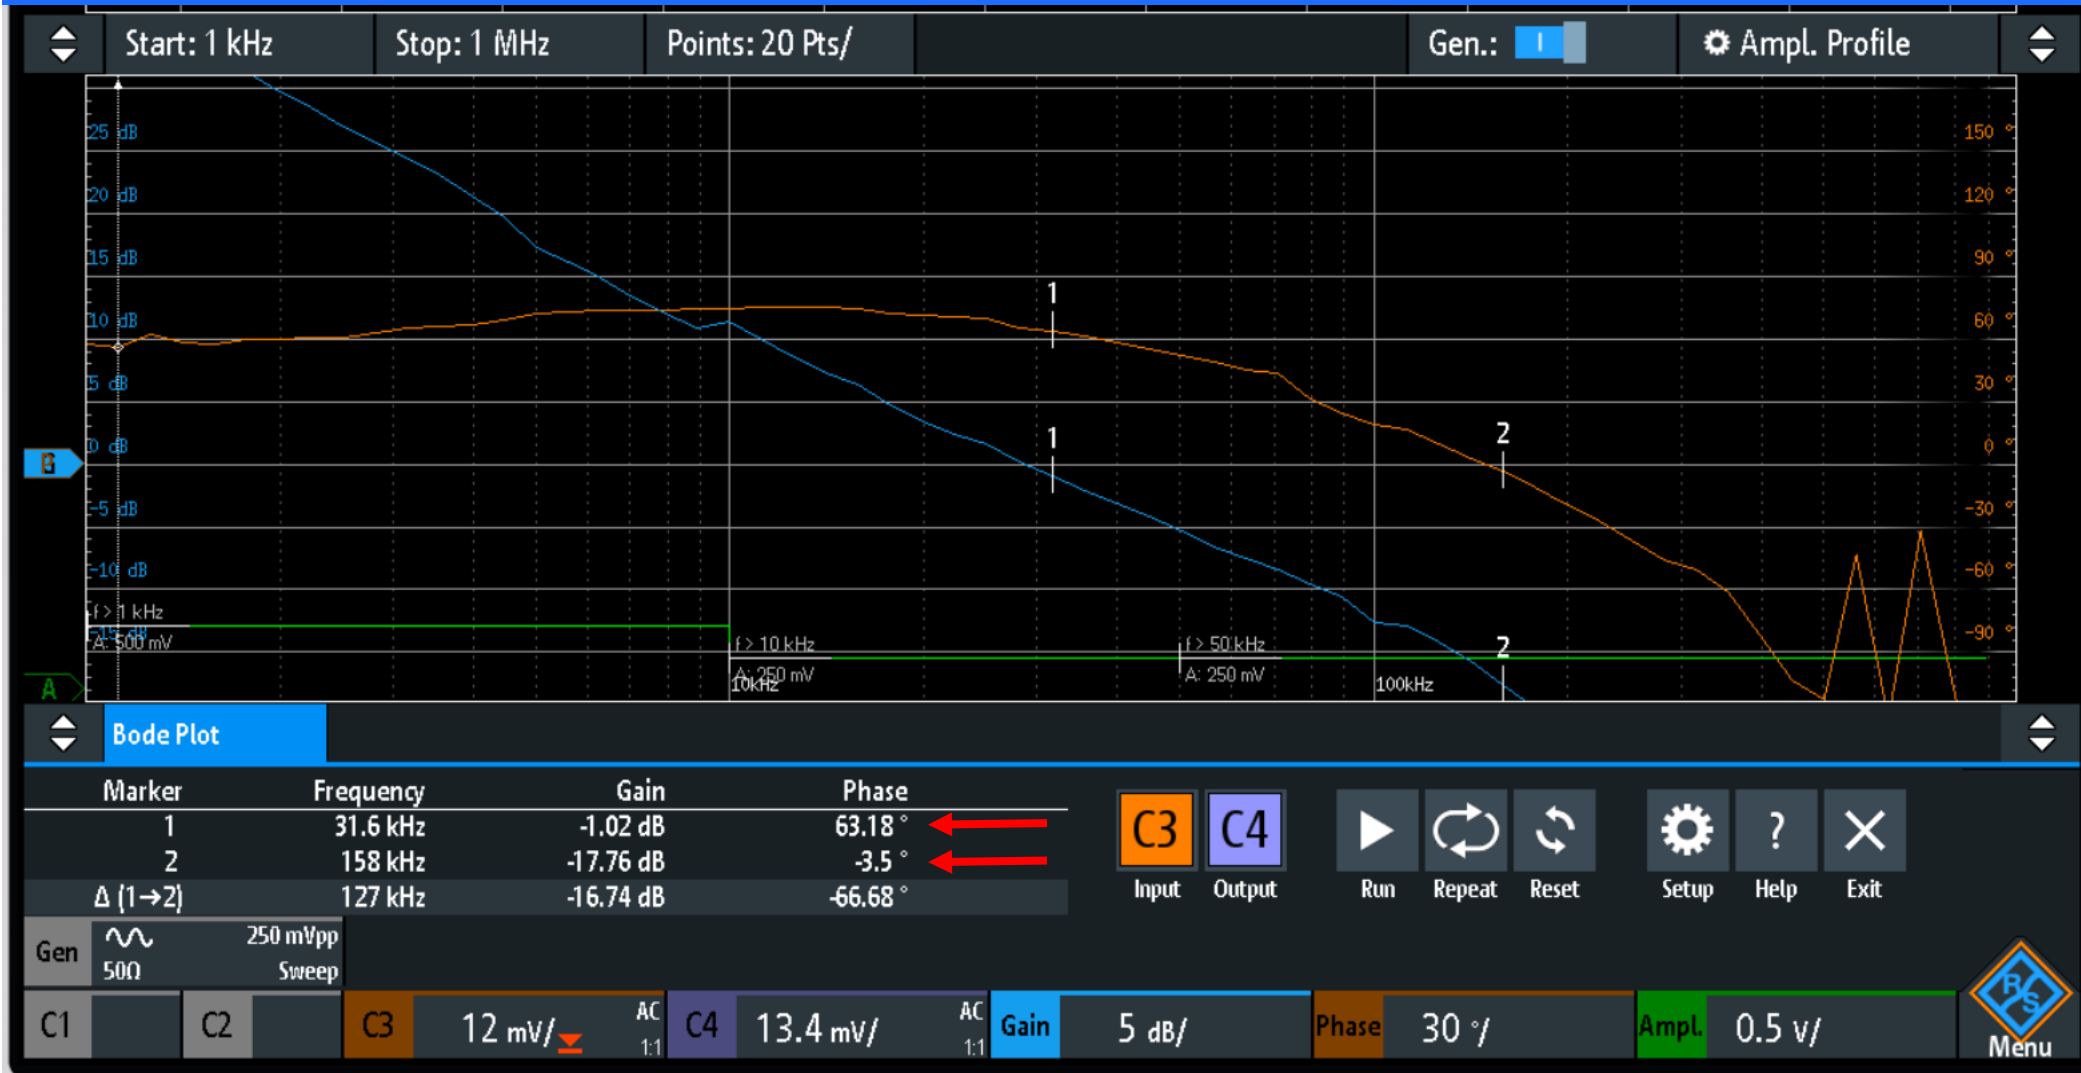 Start: 1 kHz Stop: 1 MHz Points: 20 Pts/ Gen.: I Ampl. Profile
25 dB 150 °
20 dB 120 °
15 dB 90 °
1
10 dB 60 °
5 dB 30 °
1 2
0 dB 0 °
-5 dB -30 °
-10 dB -60 °
f > 1 kHz
-15 dB -90 °
A: 500 mV f > 10 kHz f > 50 kHz 2
A: 250 mV A: 250 mV
A 10kHz 100kHz
Bode Plot
Marker Frequency Gain Phase
1 31.6 kHz -1.02 dB 63.18 °
2 158 kHz -17.76 dB -3.5 °
Δ (1→2) 127 kHz -16.74 dB -66.68 °
C3 C4 ?
Input Output Run Repeat Reset Setup Help Exit
Gen 250 mVpp
50Ω Sweep
C1 C2 C3 12 mV/ AC 1:1 C4 13.4 mV/ AC 1:1 Gain 5 dB/ Phase 30 °/ Ampl. 0.5 V/ R&S
Menu